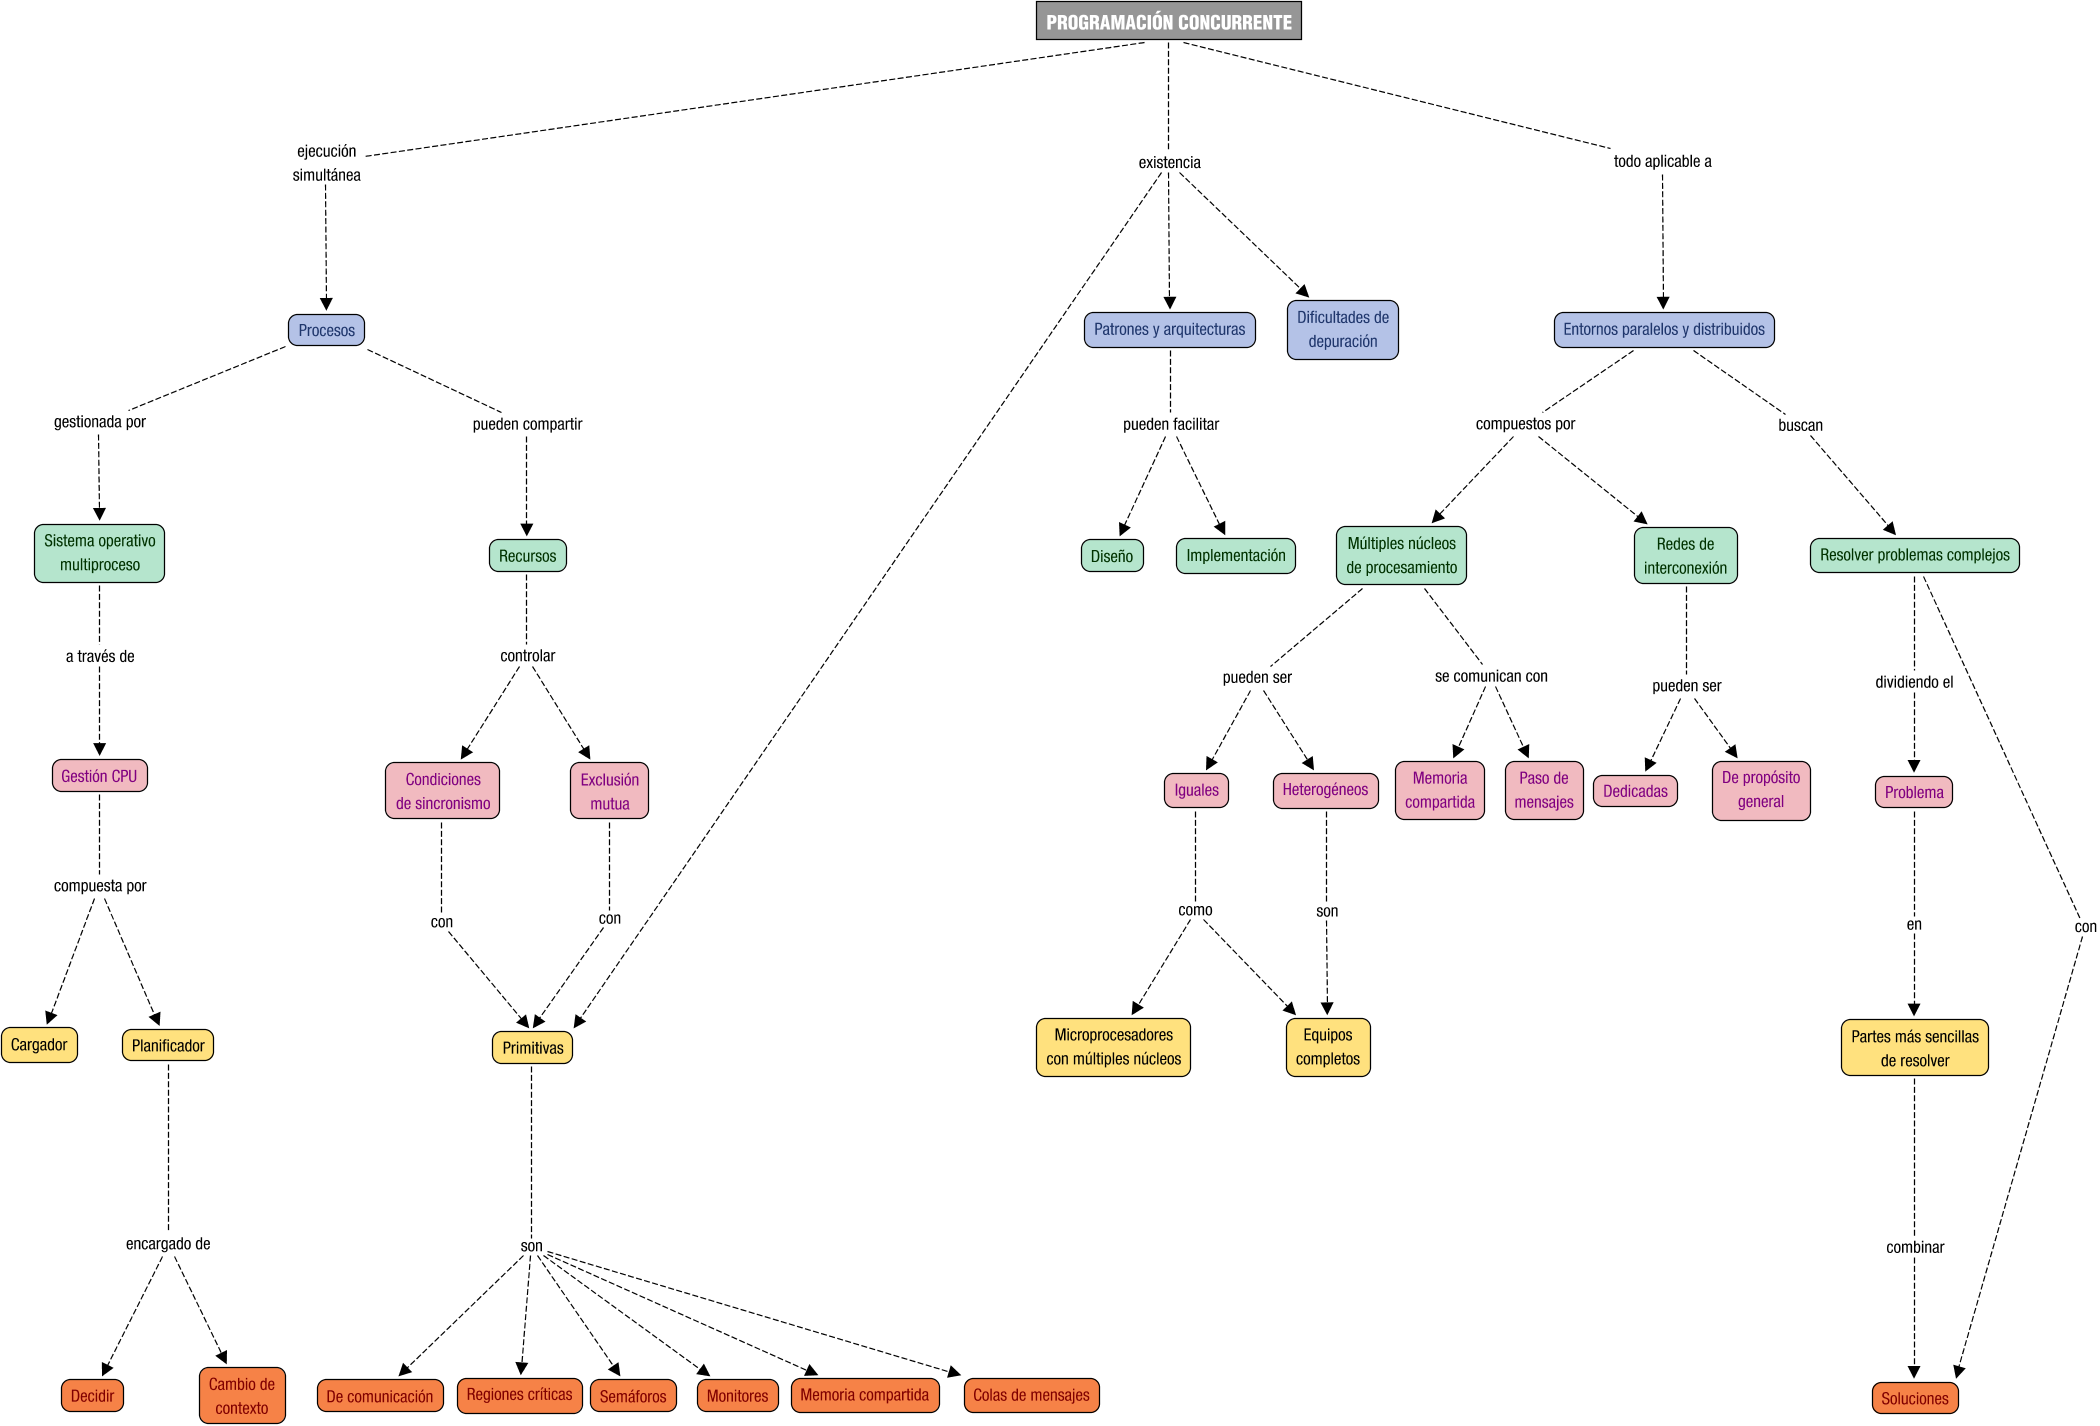 PROGRAMACIÓN CONCURRENTE
ejecución
simultánea
existencia
todo aplicable a
Procesos
Patrones y arquitecturas
Dificultades de
depuración
Entornos paralelos y distribuidos
gestionada por
pueden compartir
pueden facilitar
compuestos por
buscan
Sistema operativo
multiproceso
Recursos
Diseño
Implementación
Múltiples núcleos
de procesamiento
Redes de
interconexión
Resolver problemas complejos
a través de
controlar
pueden ser
se comunican con
pueden ser
dividiendo el
Gestión CPU
Condiciones
de sincronismo
Exclusión
mutua
Iguales
Heterogéneos
Memoria
compartida
Paso de
mensajes
Dedicadas
De propósito
general
Problema
compuesta por
con
con
como
son
en
con
Cargador
Planificador
Primitivas
Microprocesadores
con múltiples núcleos
Equipos
completos
Partes más sencillas
de resolver
encargado de
son
combinar
Decidir
Cambio de
contexto
De comunicación
Regiones críticas
Semáforos
Monitores
Memoria compartida
Colas de mensajes
Soluciones